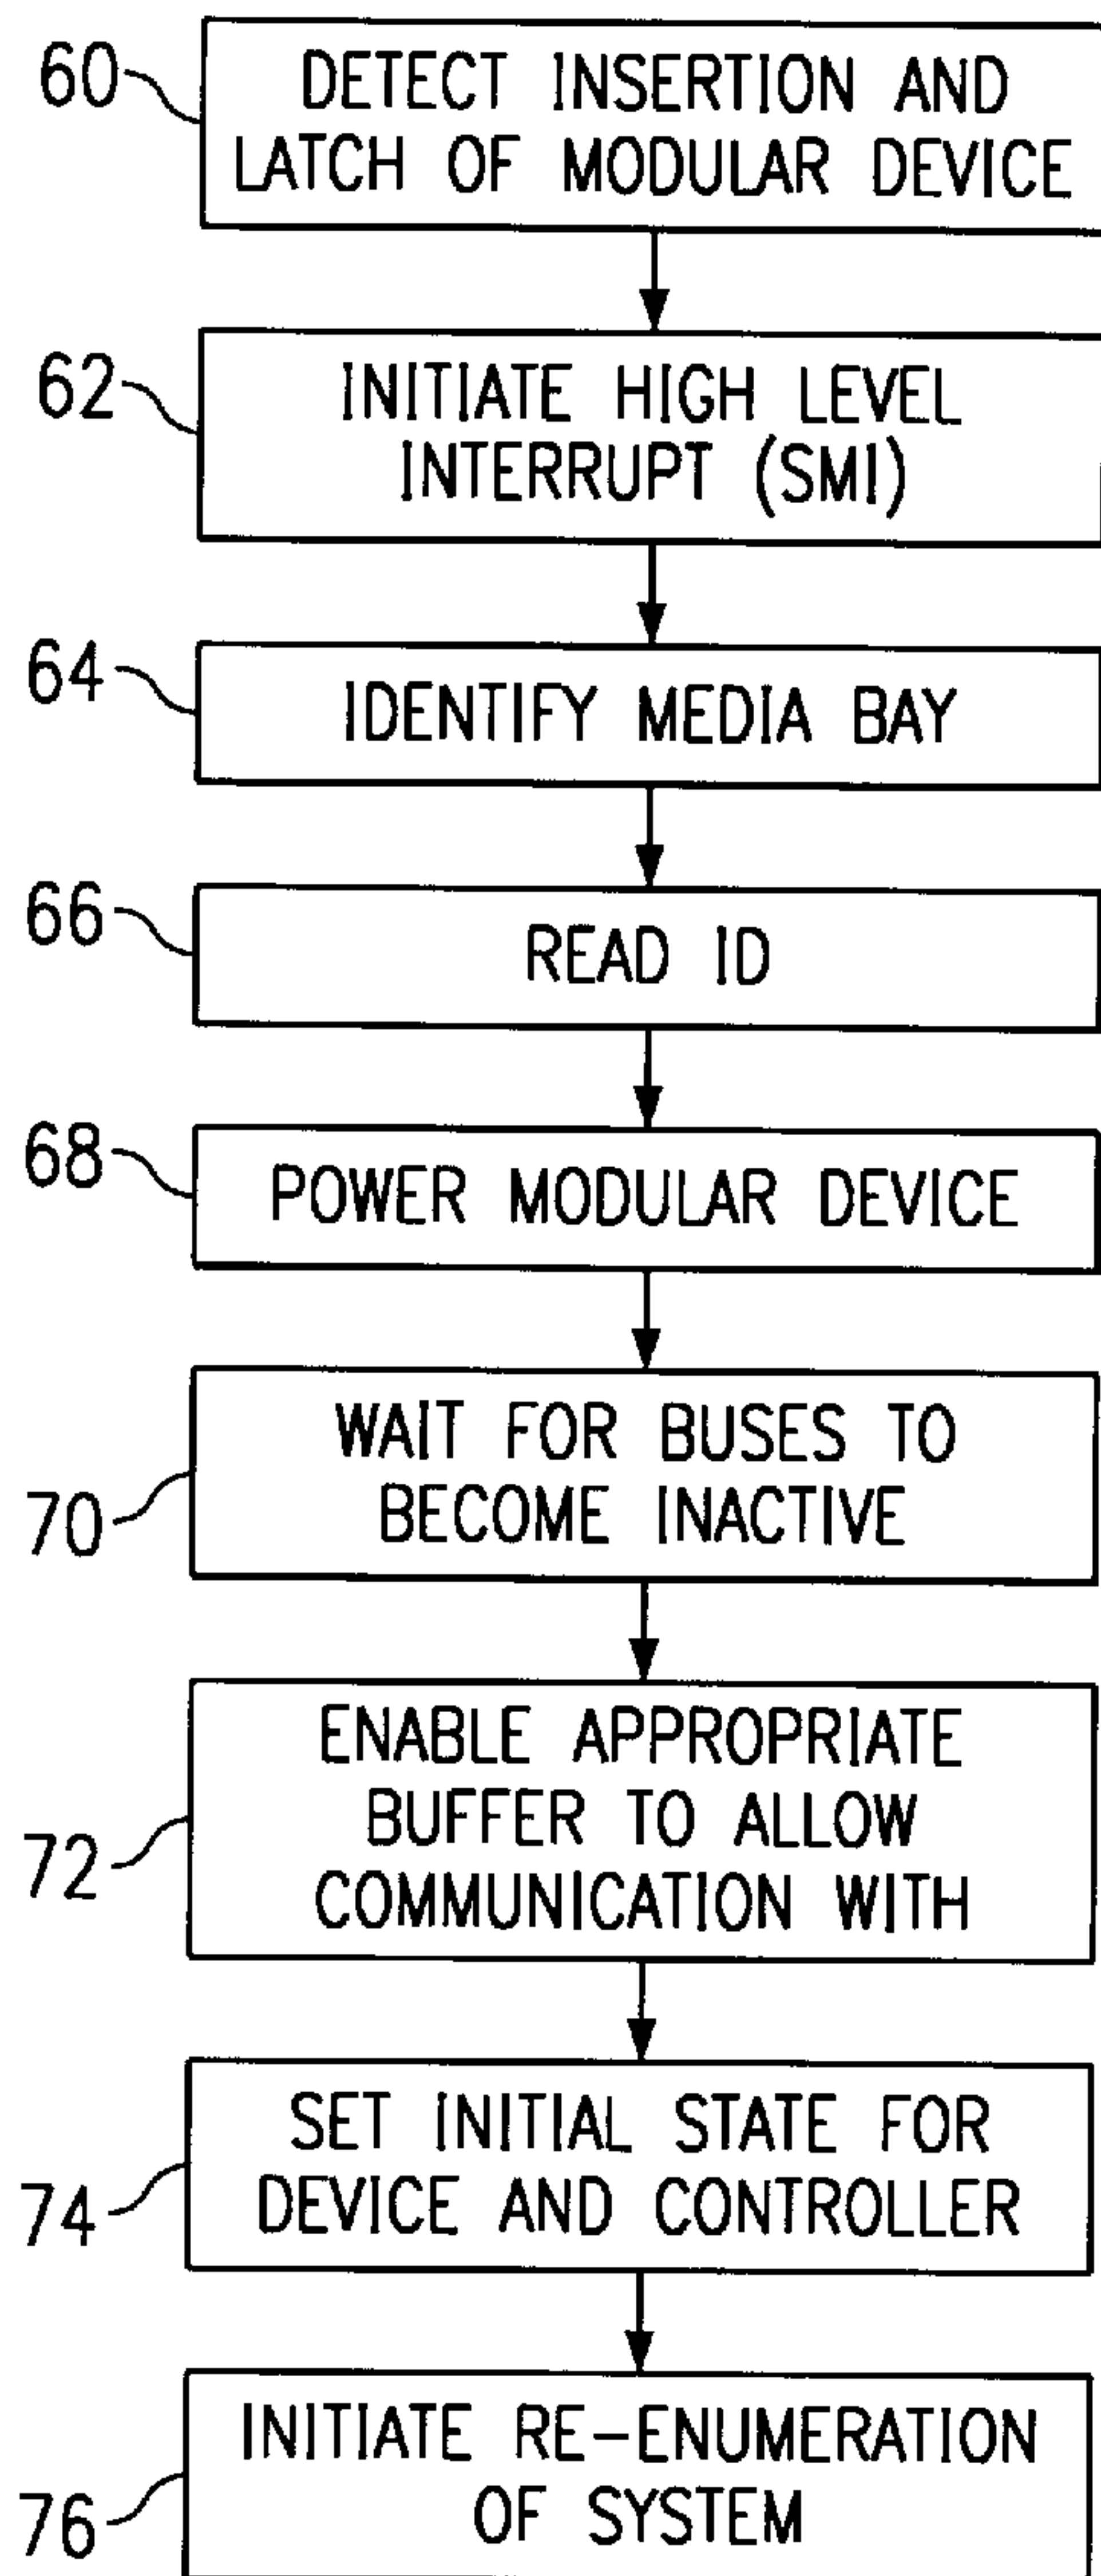 60
DETECT INSERTION AND
LATCH OF MODULAR DEVICE
62
INITIATE HIGH LEVEL
INTERRUPT (SMI)
64
IDENTIFY MEDIA BAY
66
READ ID
68
POWER MODULAR DEVICE
WAIT FOR BUSES TO
BECOME INACTIVE
70
ENABLE APPROPRIATE
BUFFER TO ALLOW
COMMUNICATION WITH
72
SET INITIAL STATE FOR
DEVICE AND CONTROLLER
74
INITIATE RE-ENUMERATION
OF SYSTEM
76